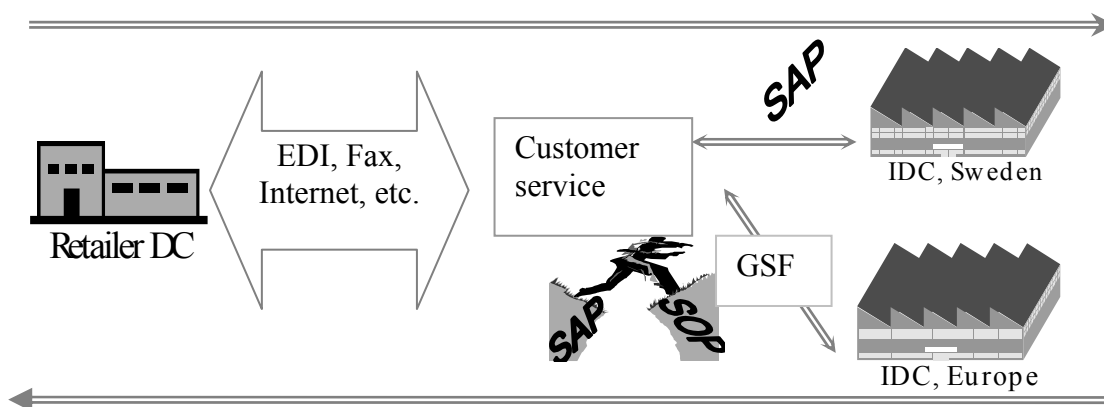 Retailer DC
EDI, Fax,
Internet, etc.
Customer
service
SAP
IDC, Sweden
SAP
SOP
GSF
IDC, Europe